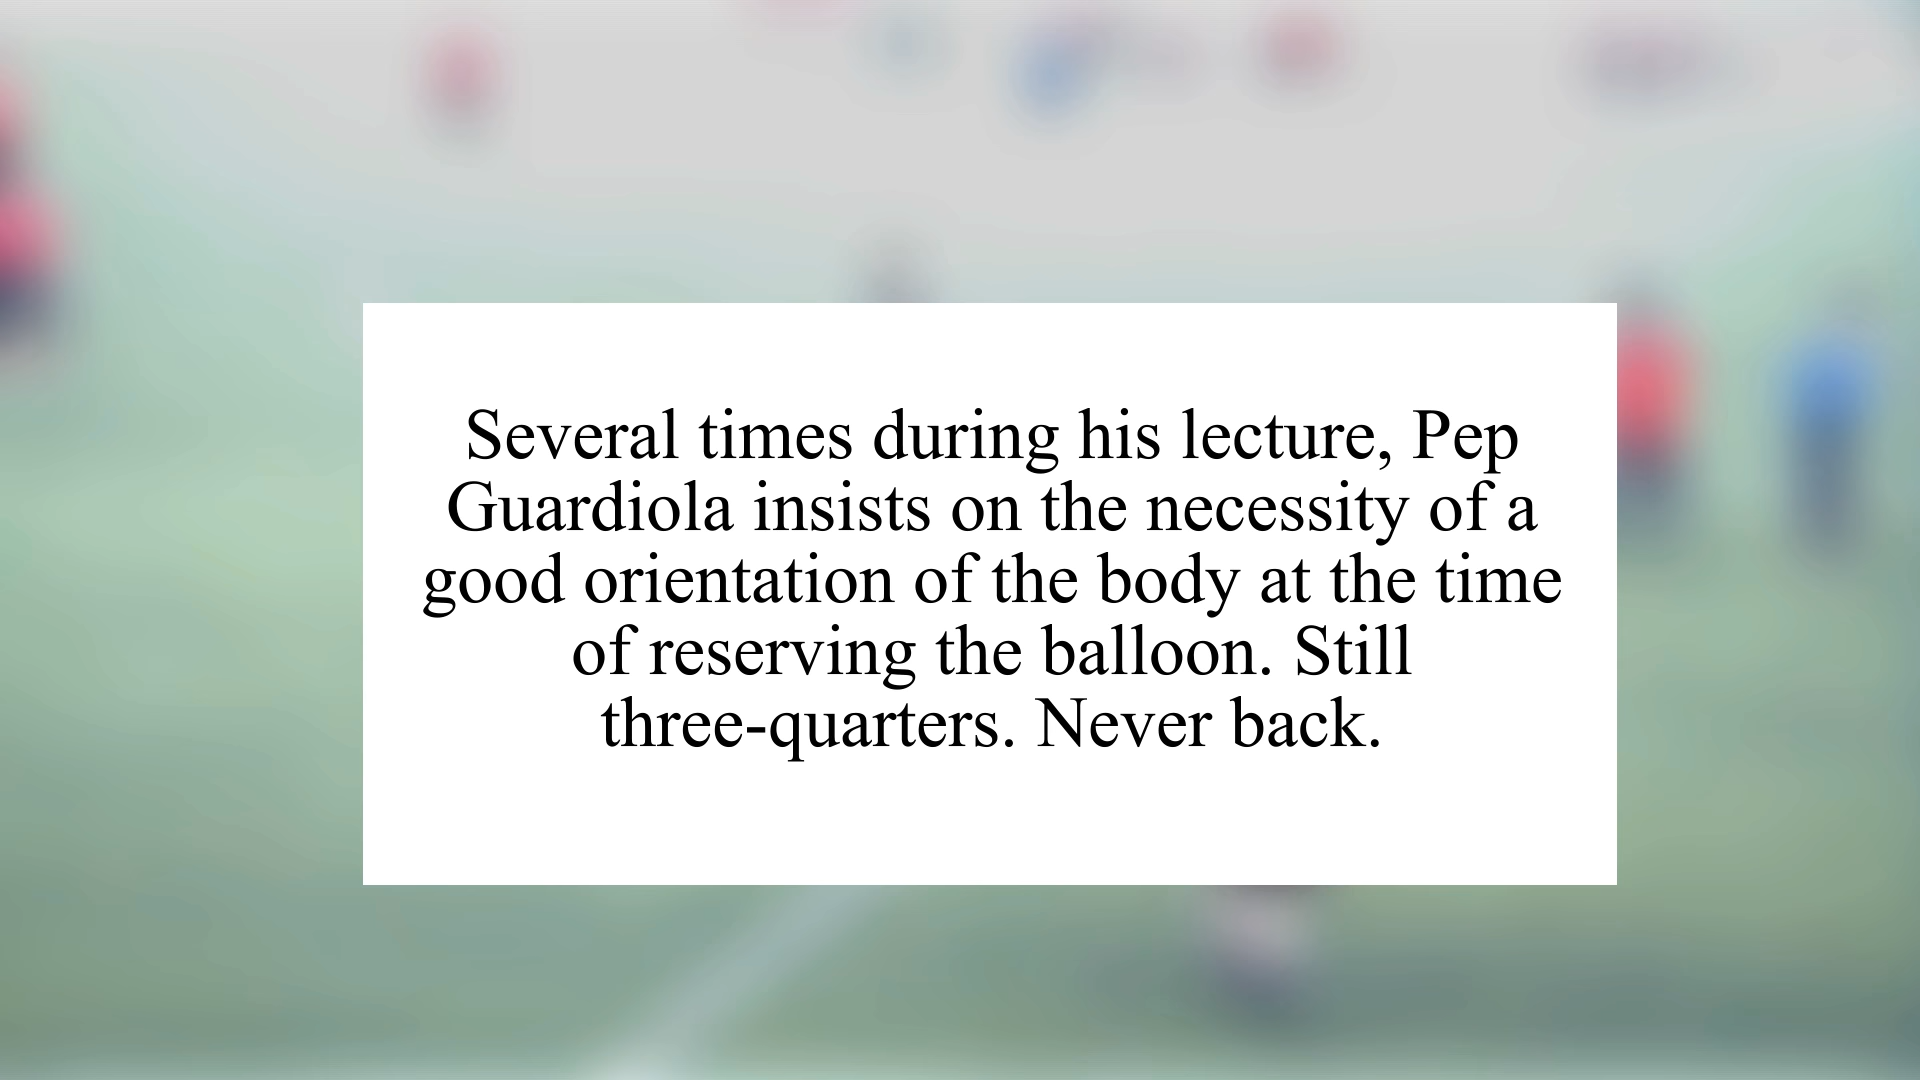 Several times during his lecture, Pep
Guardiola insists on the necessity of a
good orientation of the body at the time
of reserving the balloon. Still
three-quarters. Never back.